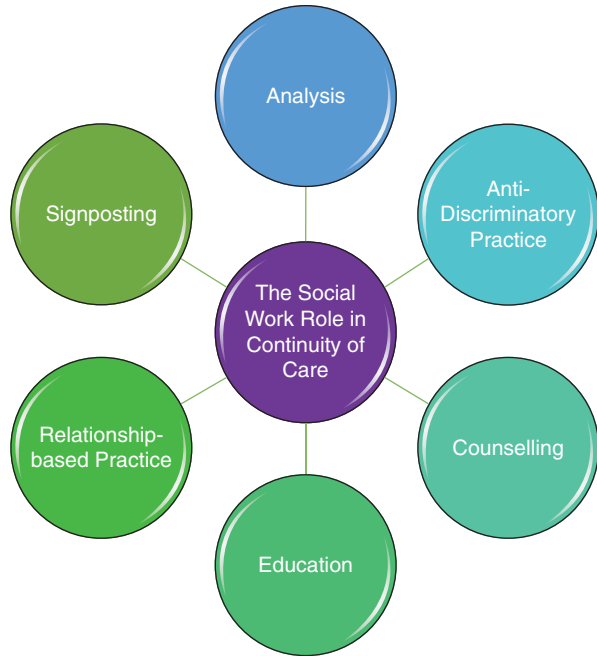 Analysis
Anti-
Discriminatory
Practice
Counselling
Education
Relationship-
based Practice
Signposting
The Social
Work Role in
Continuity of
Care